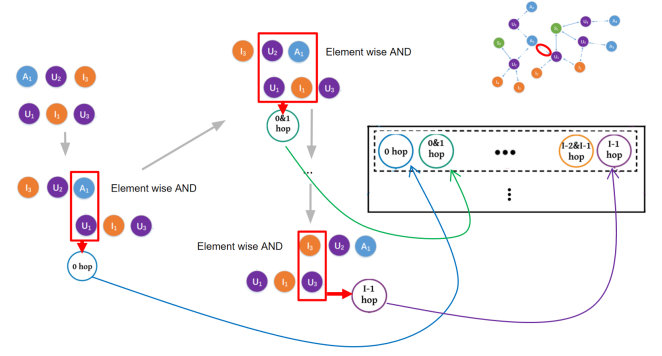 A1 U2 I3
U1 I1 U3
I3 U2 A1
Element wise AND
U1 I1 U3
0 hop
I3 U2 A1
Element wise AND
U1 I1 U3
0&1
hop
...
Element wise AND
I3 U2 A1
U1 I1 U3
I-1
hop
0 hop
0&1
hop
•••
I-2&I-1
hop
I-1
hop